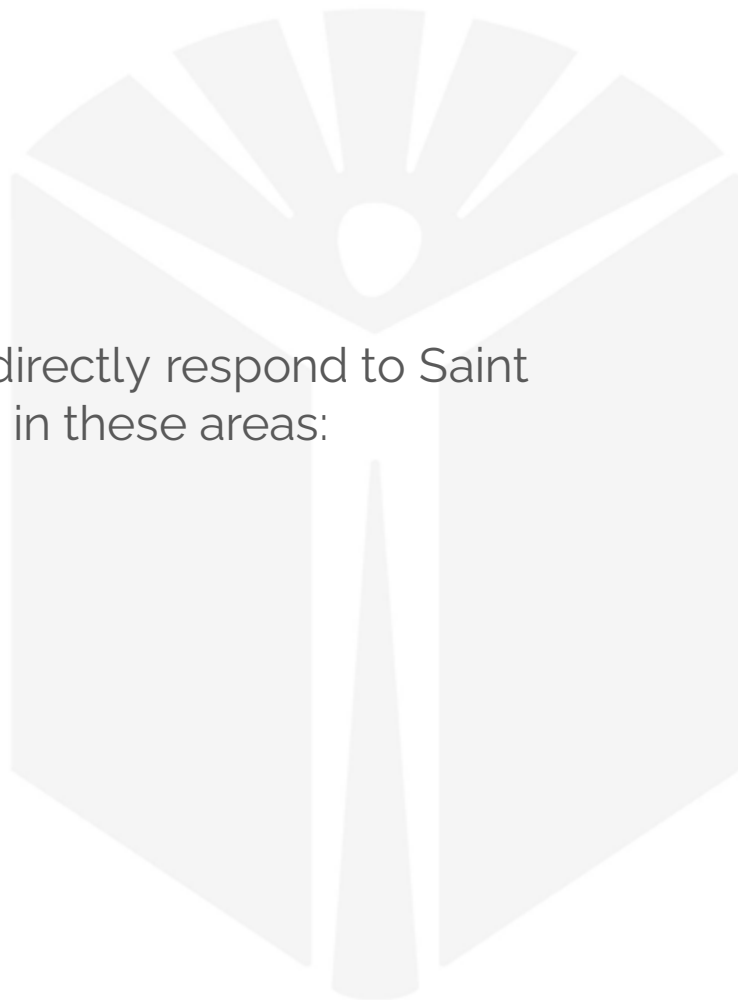 directly respond to Saint
in these areas: